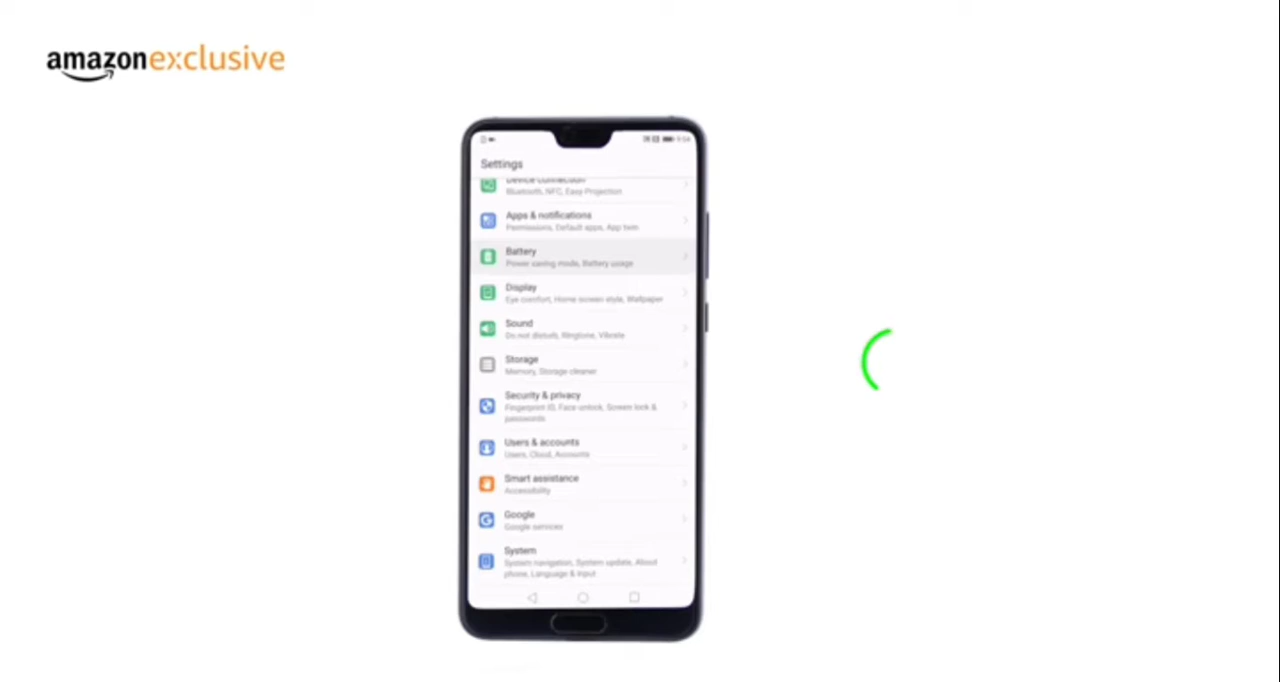 amazonexclusive
Settings
Device connection
Bluetooth, NFC, Easy Projection
Apps & notifications
Permissions, Default apps, App twin
Battery
Power saving mode, Battery usage
Display
Eye comfort, Home screen style, Wallpaper
Sound
Do not disturb, Ringtone, Vibrate
Storage
Memory, Storage cleaner
Security & privacy
Fingerprint ID, Face unlock, Screen lock &
passwords
Users & accounts
Users, Cloud, Accounts
Smart assistance
Accessibility
Google
Google services
System
System navigation, System update, About
phone, Language & input